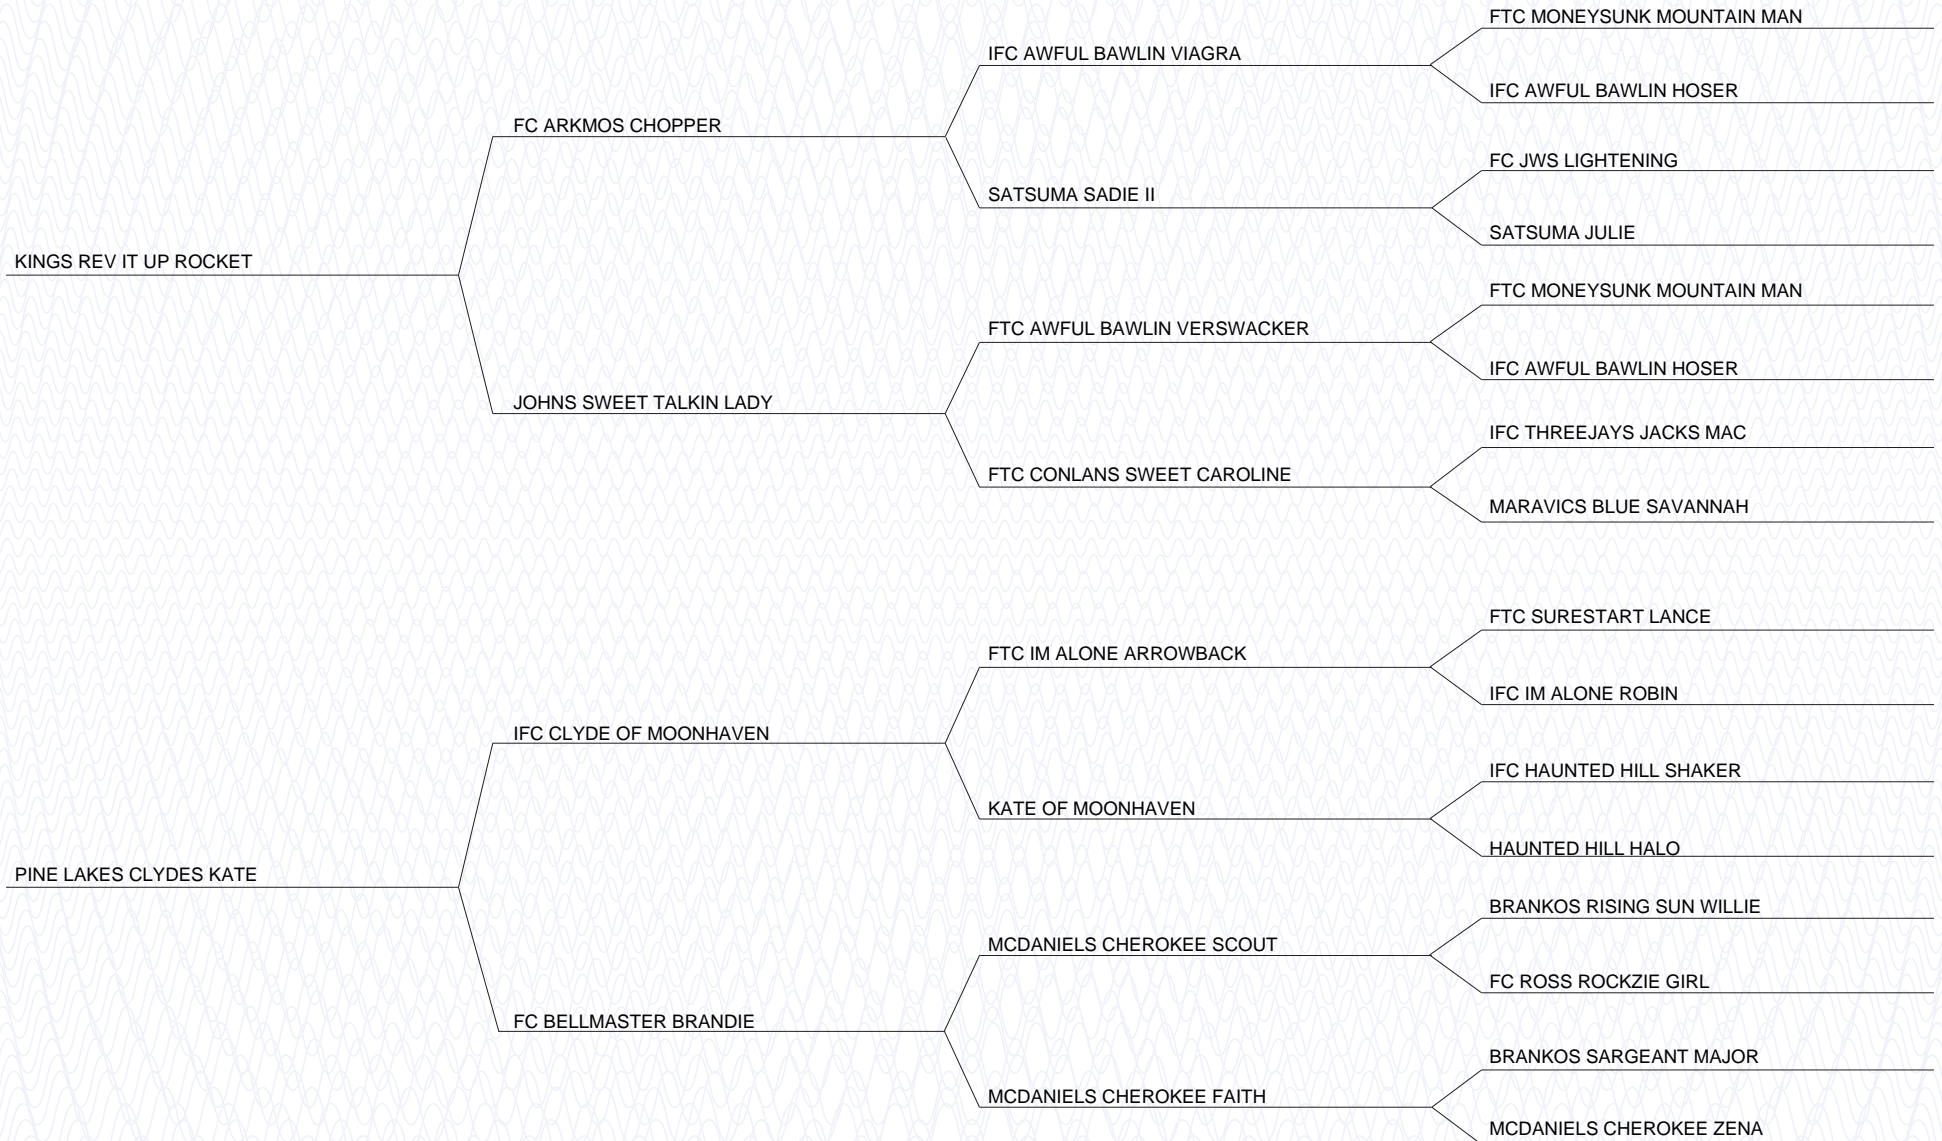 FTC MONEYSUNK MOUNTAIN MAN
IFC AWFUL BAWLIN VIAGRA
IFC AWFUL BAWLIN HOSER
FC ARKMOS CHOPPER
FC JWS LIGHTENING
SATSUMA SADIE II
SATSUMA JULIE
KINGS REV IT UP ROCKET
FTC MONEYSUNK MOUNTAIN MAN
FTC AWFUL BAWLIN VERSWACKER
IFC AWFUL BAWLIN HOSER
JOHNS SWEET TALKIN LADY
IFC THREEJAYS JACKS MAC
FTC CONLANS SWEET CAROLINE
MARAVICS BLUE SAVANNAH
FTC SURESTART LANCE
FTC IM ALONE ARROWBACK
IFC IM ALONE ROBIN
IFC CLYDE OF MOONHAVEN
IFC HAUNTED HILL SHAKER
KATE OF MOONHAVEN
HAUNTED HILL HALO
PINE LAKES CLYDES KATE
BRANKOS RISING SUN WILLIE
MCDANIELS CHEROKEE SCOUT
FC ROSS ROCKZIE GIRL
FC BELLMASTER BRANDIE
BRANKOS SARGEANT MAJOR
MCDANIELS CHEROKEE FAITH
MCDANIELS CHEROKEE ZENA